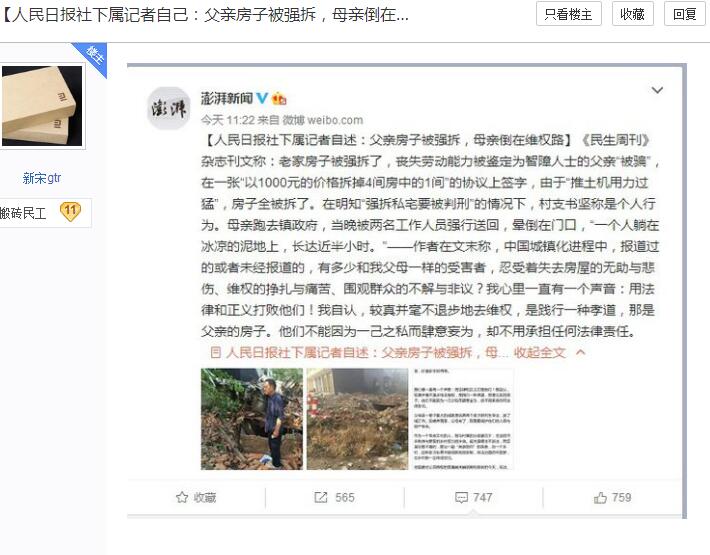 【人民日报社下属记者自己：父亲房子被强拆，母亲倒在...
只看楼主
收藏
回复
楼主
新宋gtr
搬砖民工
11
澎湃
澎湃新闻
今天 11:22 来自 微博 weibo.com
【人民日报社下属记者自述：父亲房子被强拆，母亲倒在维权路】《民生周刊》
杂志刊文称：老家房子被强拆了，丧失劳动能力被鉴定为智障人士的父亲“被骗”，
在一张“以1000元的价格拆掉4间房中的1间”的协议上签字，由于“推土机用力过
猛”，房子全被拆了。在明知“强拆私宅要被判刑”的情况下，村支书坚称是个人行
为。母亲跑去镇政府，当晚被两名工作人员强行送回，晕倒在门口，“一个人躺在
冰凉的泥地上，长达近半小时。”——作者在文末称，中国城镇化进程中，报道过
的或者未经报道的，有多少和我父母一样的受害者，忍受着失去房屋的无助与悲
伤、维权的挣扎与痛苦、围观群众的不解与非议？我心里一直有一个声音：用法
律和正义打败他们！我自认，较真并毫不退步地去维权，是践行一种孝道，那是
父亲的房子。他们不能因为一己之私而肆意妄为，却不用承担任何法律责任。
人民日报社下属记者自述：父亲房子被强拆，母... 收起全文
收藏
565
747
759